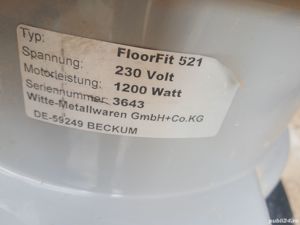 Typ: FloorFit 521
Spannung: 230 Volt
Motorleistung: 1200 Watt
Seriennummer: 3643
Witte-Metallwaren GmbH+Co.KG
DE-59249 BECKUM
publi24.ro